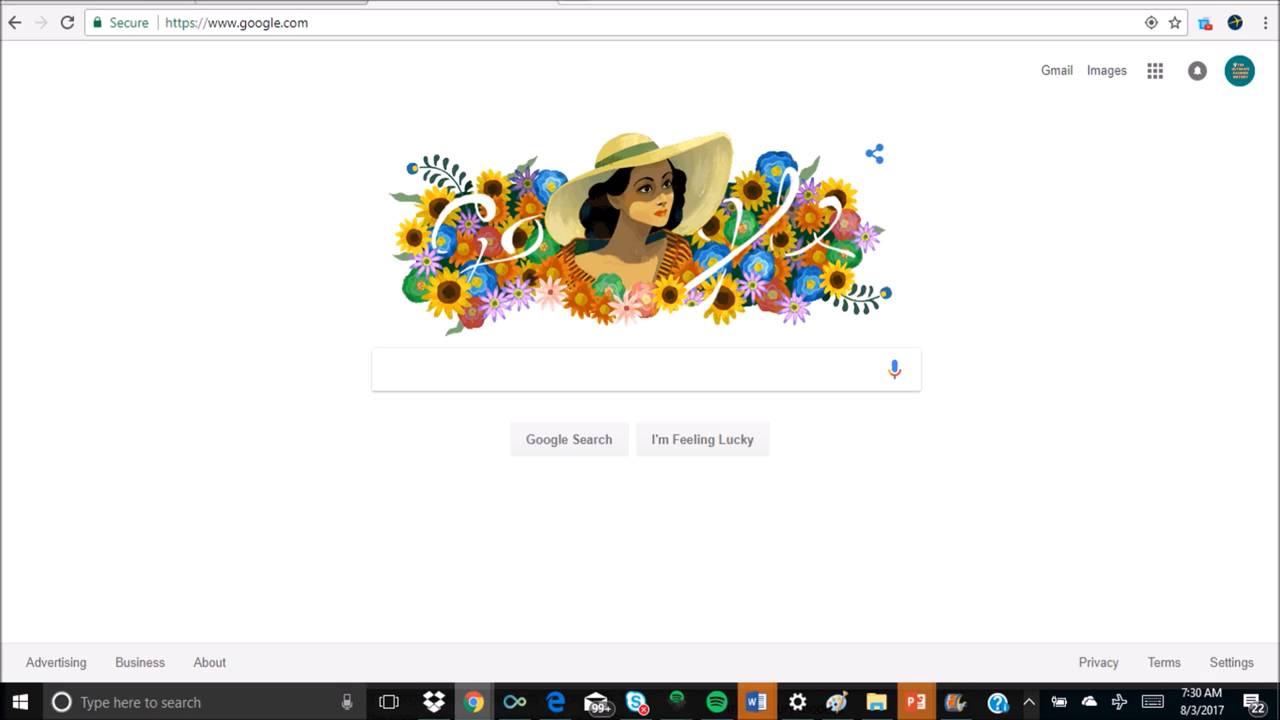 Secure https://www.google.com
Gmail Images
Google Search I'm Feeling Lucky
Advertising Business About Privacy Terms Settings
Type here to search 99+ 7:30 AM
8/3/2017 22